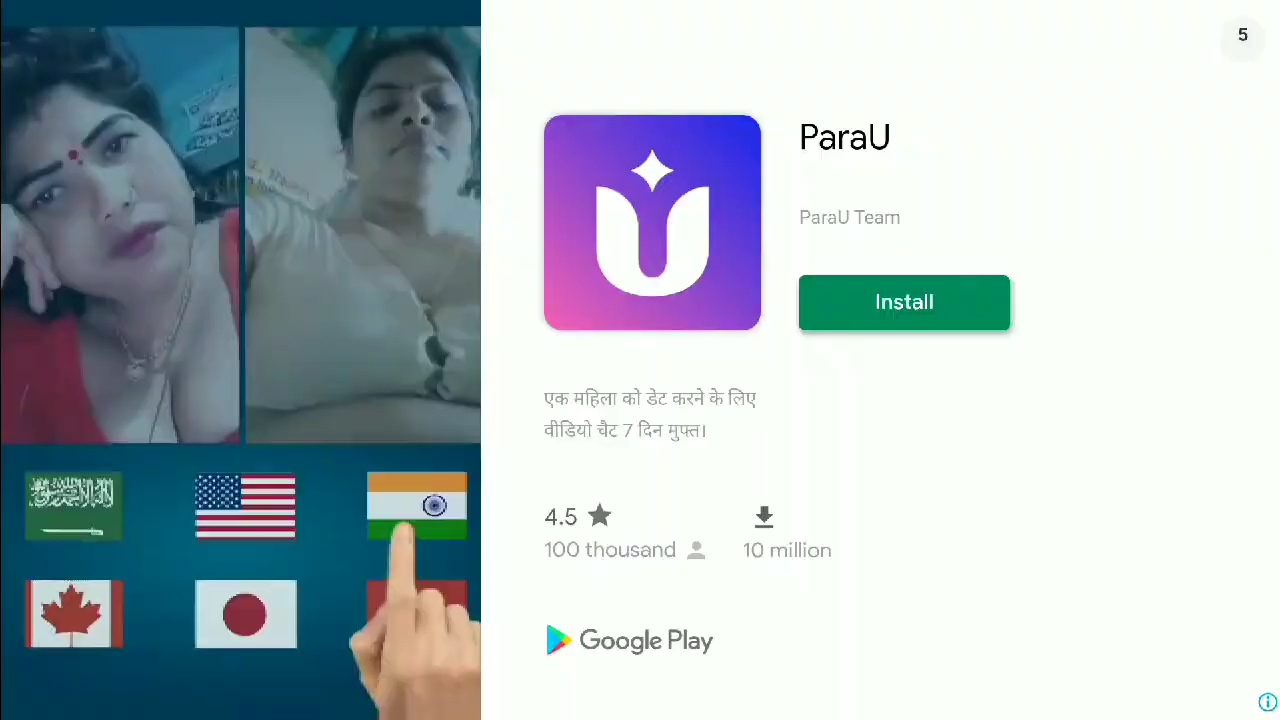 5
ParaU
ParaU Team
Install
एक महिला को डेट करने के लिए
वीडियो चैट 7 दिन मुफ्त।
4.5
100 thousand
10 million
Google Play